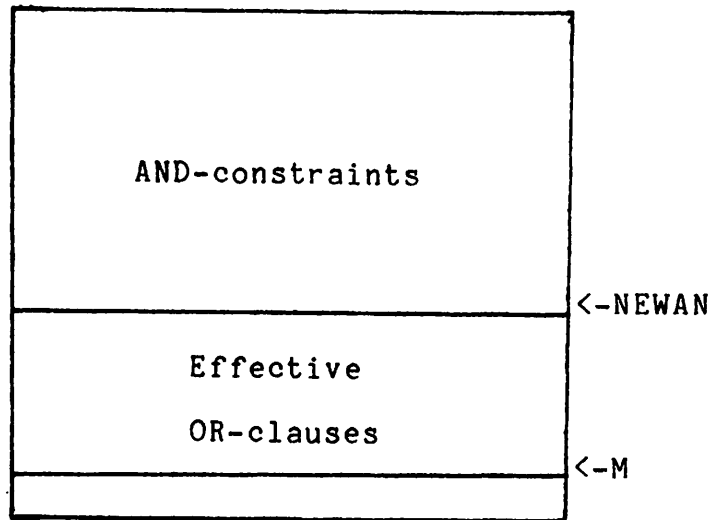 AND-constraints
<-NEWAN
Effective
OR-clauses
<-M